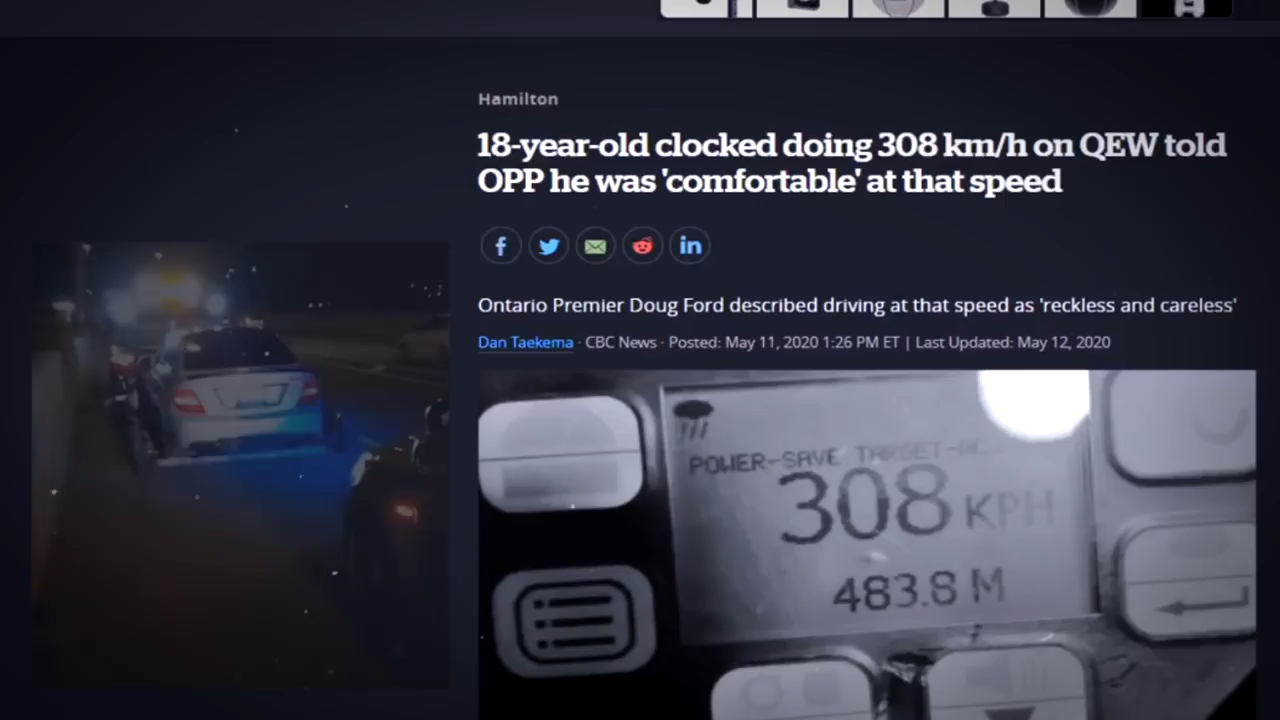 Hamilton
18-year-old clocked doing 308 km/h on QEW told
OPP he was 'comfortable' at that speed
Ontario Premier Doug Ford described driving at that speed as 'reckless and careless'
Dan Taekema · CBC News · Posted: May 11, 2020 1:26 PM ET | Last Updated: May 12, 2020
POWER-SAVE TARGET
308 KPH
483.8 M